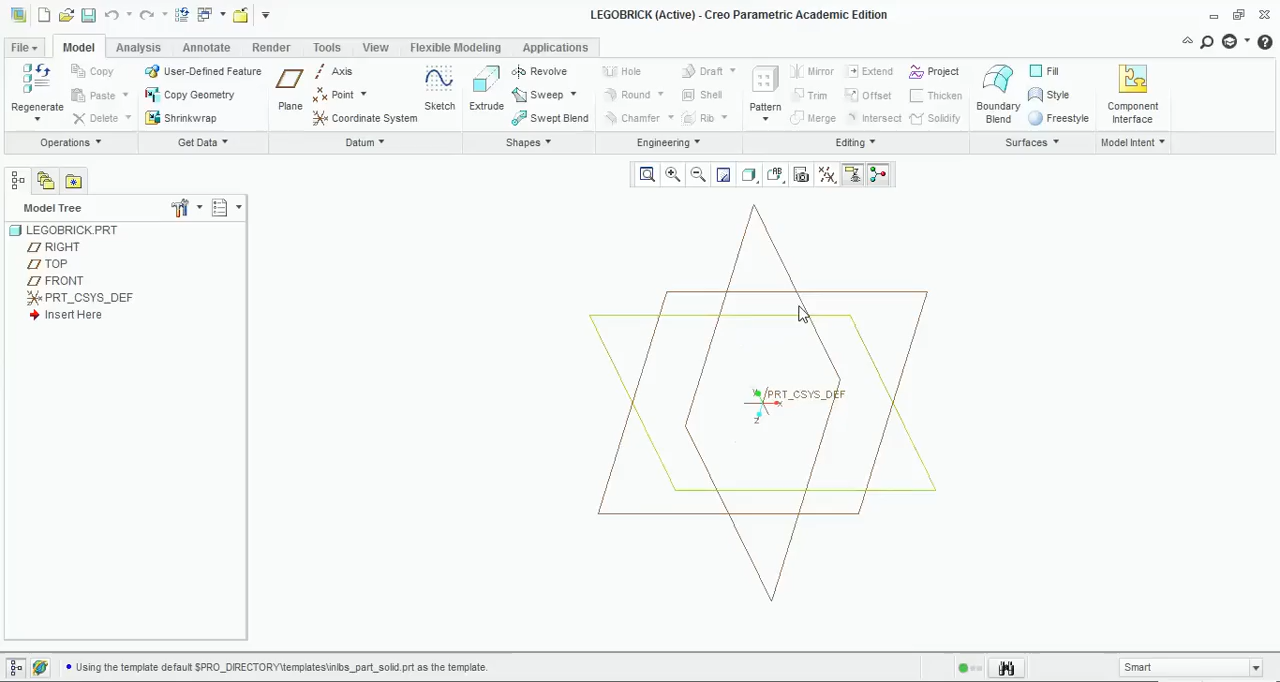 LEGOBRICK (Active) - Creo Parametric Academic Edition
File Model Analysis Annotate Render Tools View Flexible Modeling Applications
Regenerate Copy Paste Delete
Operations
User-Defined Feature
Copy Geometry
Shrinkwrap
Get Data
Plane Axis Point Coordinate System
Sketch
Datum
Extrude Revolve Sweep Swept Blend
Shapes
Hole Round Chamfer Draft Shell Rib
Engineering
Pattern Mirror Trim Merge Extend Offset Intersect Project Thicken Solidify
Editing
Boundary Blend Fill Style Freestyle
Surfaces
Component Interface
Model Intent
Model Tree
LEGOBRICK.PRT
RIGHT
TOP
FRONT
PRT_CSYS_DEF
Insert Here
PRT_CSYS_DEF
Z
Using the template default $PRO_DIRECTORY\templates\inlbs_part_solid.prt as the template.
Smart